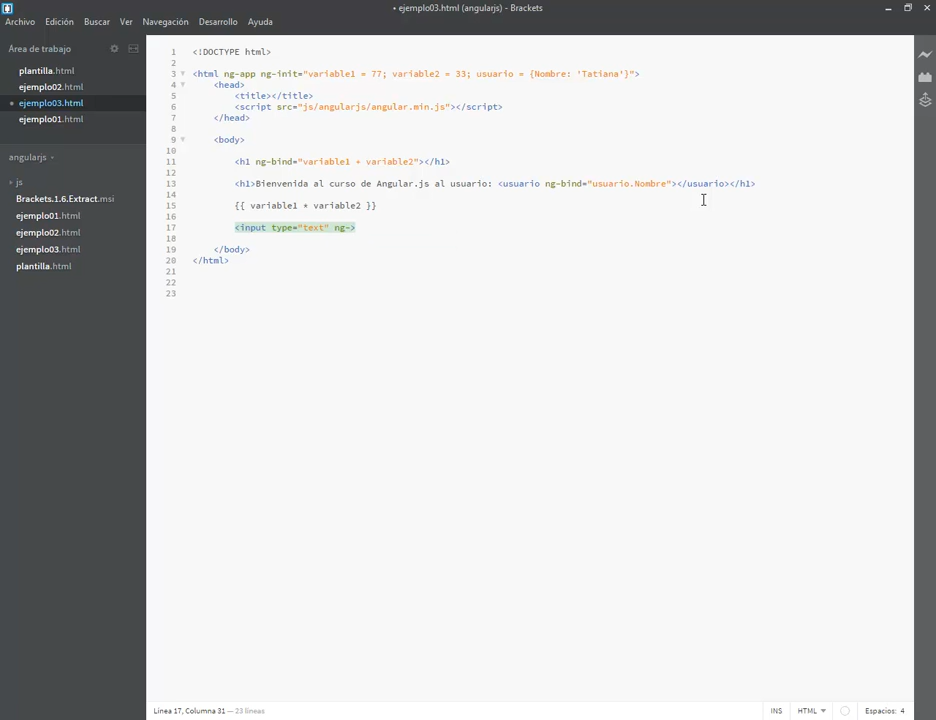 • ejemplo03.html (angularjs) - Brackets
Archivo Edición Buscar Ver Navegación Desarrollo Ayuda
Área de trabajo
plantilla.html
ejemplo02.html
• ejemplo03.html
ejemplo01.html
angularjs
js
Brackets.1.6.Extract.msi
ejemplo01.html
ejemplo02.html
ejemplo03.html
plantilla.html
1 <!DOCTYPE html>
2
3 <html ng-app ng-init="variable1 = 77; variable2 = 33; usuario = {Nombre: 'Tatiana'}">
4 <head>
5 <title></title>
6 <script src="js/angularjs/angular.min.js"></script>
7 </head>
8
9 <body>
10
11 <h1 ng-bind="variable1 + variable2"></h1>
12
13 <h1>Bienvenida al curso de Angular.js al usuario: <usuario ng-bind="usuario.Nombre"></usuario></h1>
14
15 {{ variable1 * variable2 }}
16
17 <input type="text" ng->
18
19 </body>
20 </html>
21
22
23
Línea 17, Columna 31 — 23 líneas
INS HTML Espacios: 4